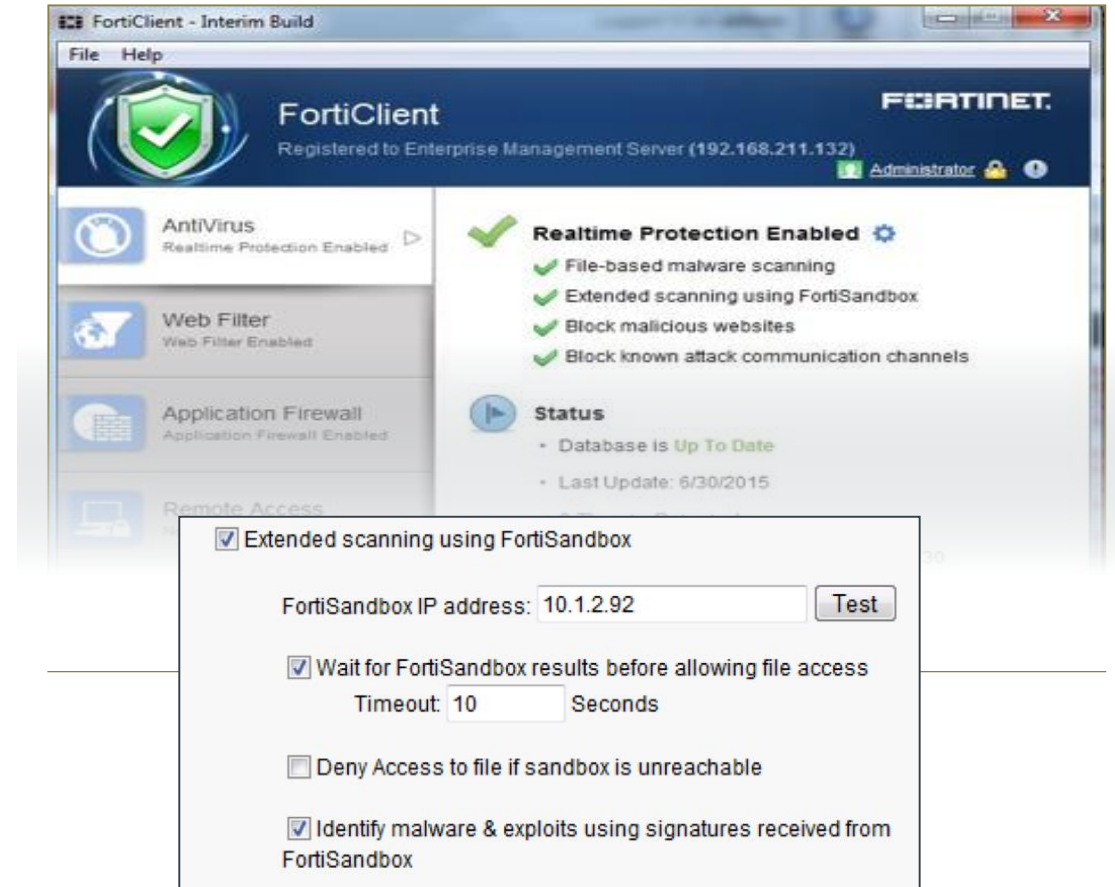 FortiClient - Interim Build
File Help
FortiClient
FORTINET.
Registered to Enterprise Management Server (192.168.211.132)
Administrator
AntiVirus
Realtime Protection Enabled
Web Filter
Web Filter Enabled
Application Firewall
Application Firewall Enabled
Remote Access
Realtime Protection Enabled
File-based malware scanning
Extended scanning using FortiSandbox
Block malicious websites
Block known attack communication channels
Status
Database is Up To Date
Last Update: 6/30/2015
Extended scanning using FortiSandbox
FortiSandbox IP address: 10.1.2.92 Test
Wait for FortiSandbox results before allowing file access
Timeout: 10 Seconds
Deny Access to file if sandbox is unreachable
Identify malware & exploits using signatures received from
FortiSandbox